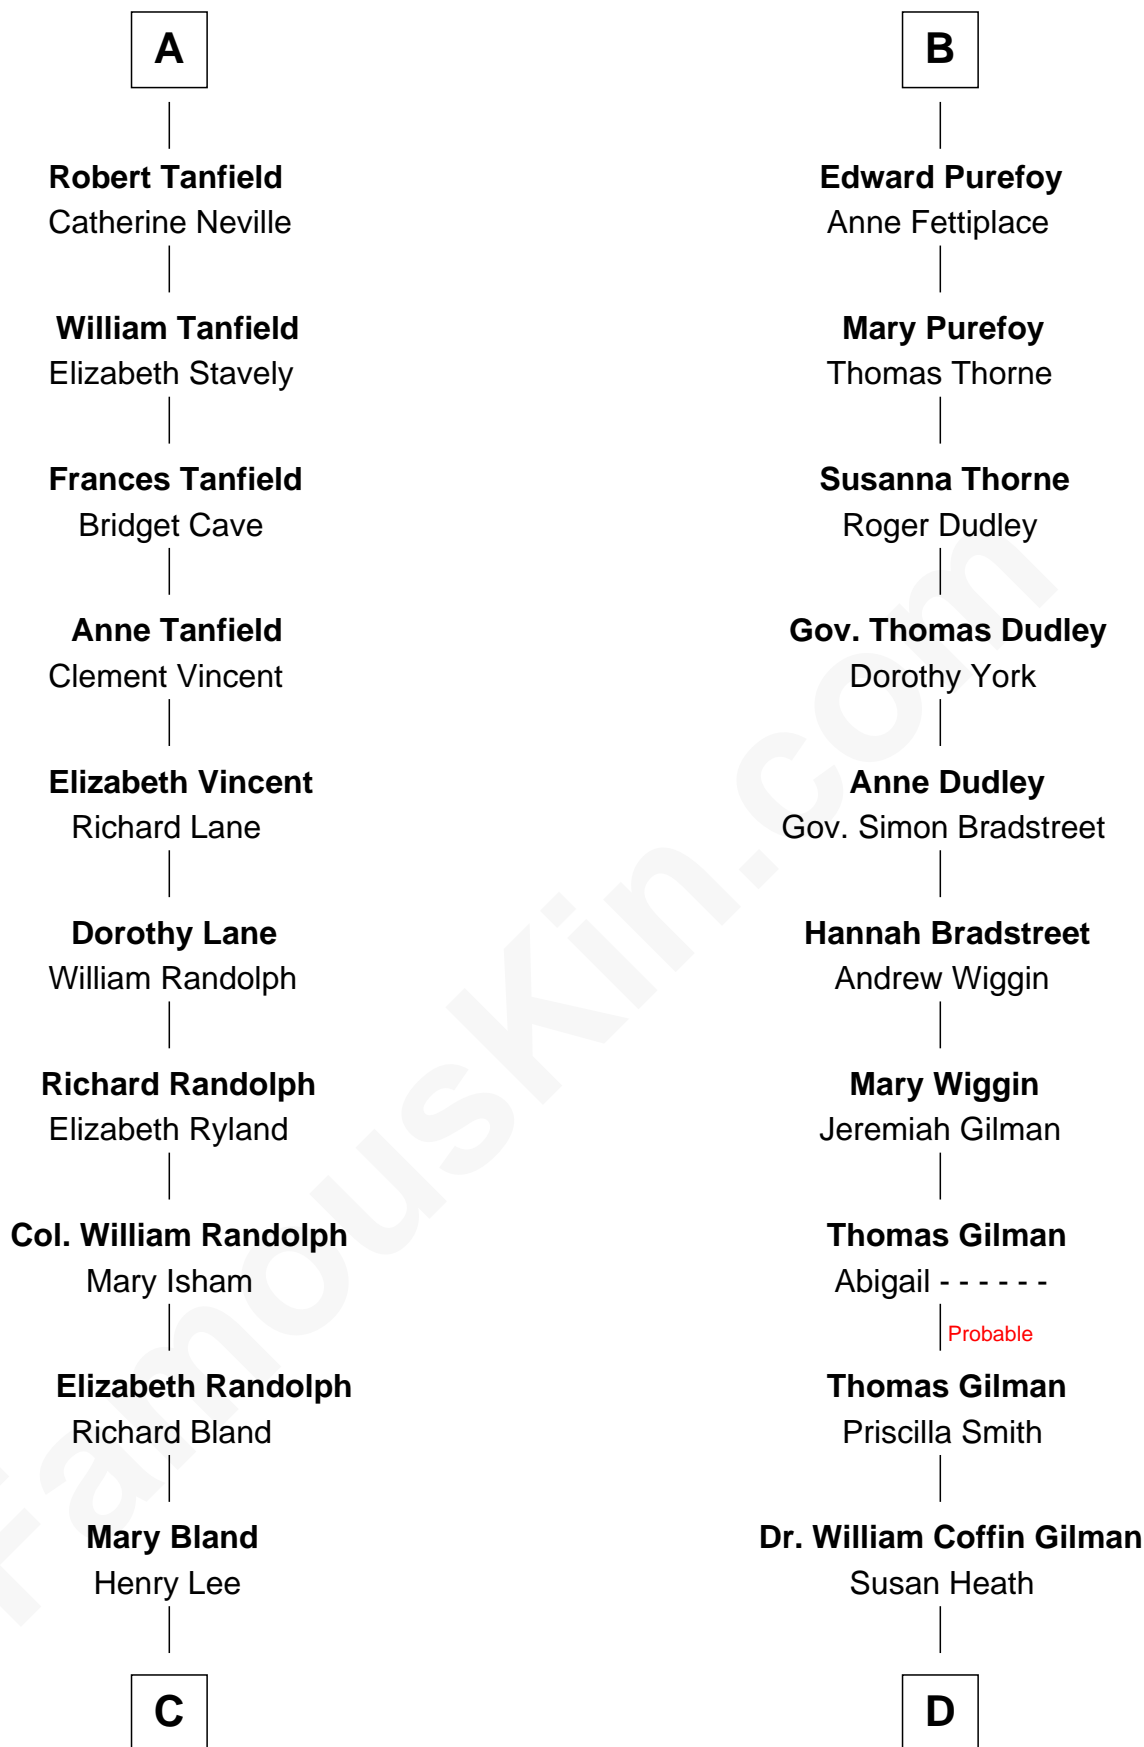 A
Robert Tanfield
Catherine Neville
William Tanfield
Elizabeth Stavely
Frances Tanfield
Bridget Cave
Anne Tanfield
Clement Vincent
Elizabeth Vincent
Richard Lane
Dorothy Lane
William Randolph
Richard Randolph
Elizabeth Ryland
Col. William Randolph
Mary Isham
Elizabeth Randolph
Richard Bland
Mary Bland
Henry Lee
C
B
Edward Purefoy
Anne Fettiplace
Mary Purefoy
Thomas Thorne
Susanna Thorne
Roger Dudley
Gov. Thomas Dudley
Dorothy York
Anne Dudley
Gov. Simon Bradstreet
Hannah Bradstreet
Andrew Wiggin
Mary Wiggin
Jeremiah Gilman
Thomas Gilman
Abigail - - - - - -
Probable
Thomas Gilman
Priscilla Smith
Dr. William Coffin Gilman
Susan Heath
D
FamousKin.com